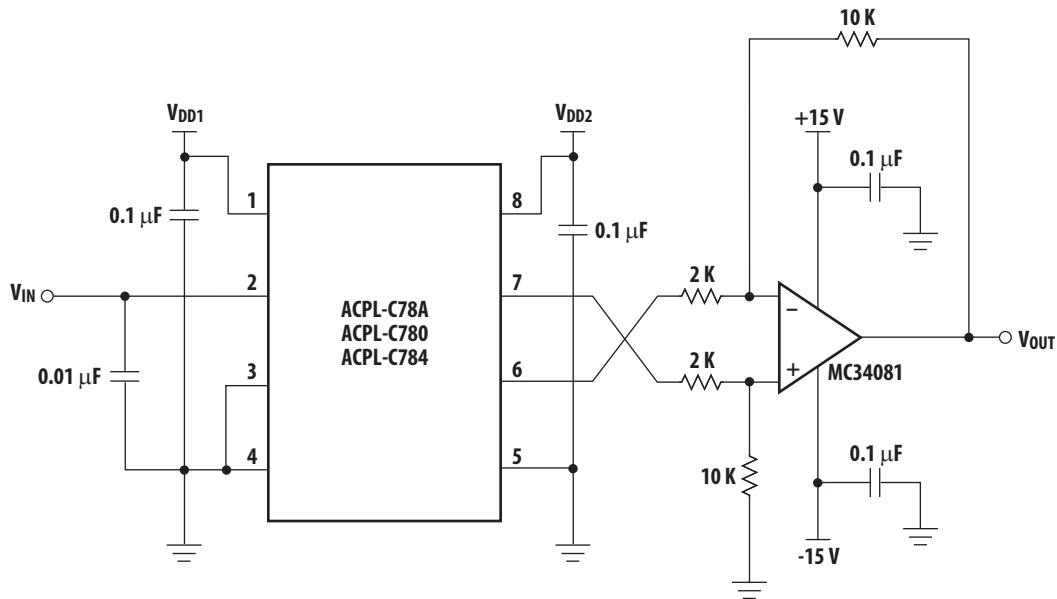 10 K
VDD1
VDD2
+15 V
0.1 μF
1
8
0.1 μF
0.1 μF
2 K
VIN
2
7
ACPL-C78A
ACPL-C780
ACPL-C784
−
VOUT
0.01 μF
3
6
2 K
+
MC34081
4
5
10 K
0.1 μF
-15 V